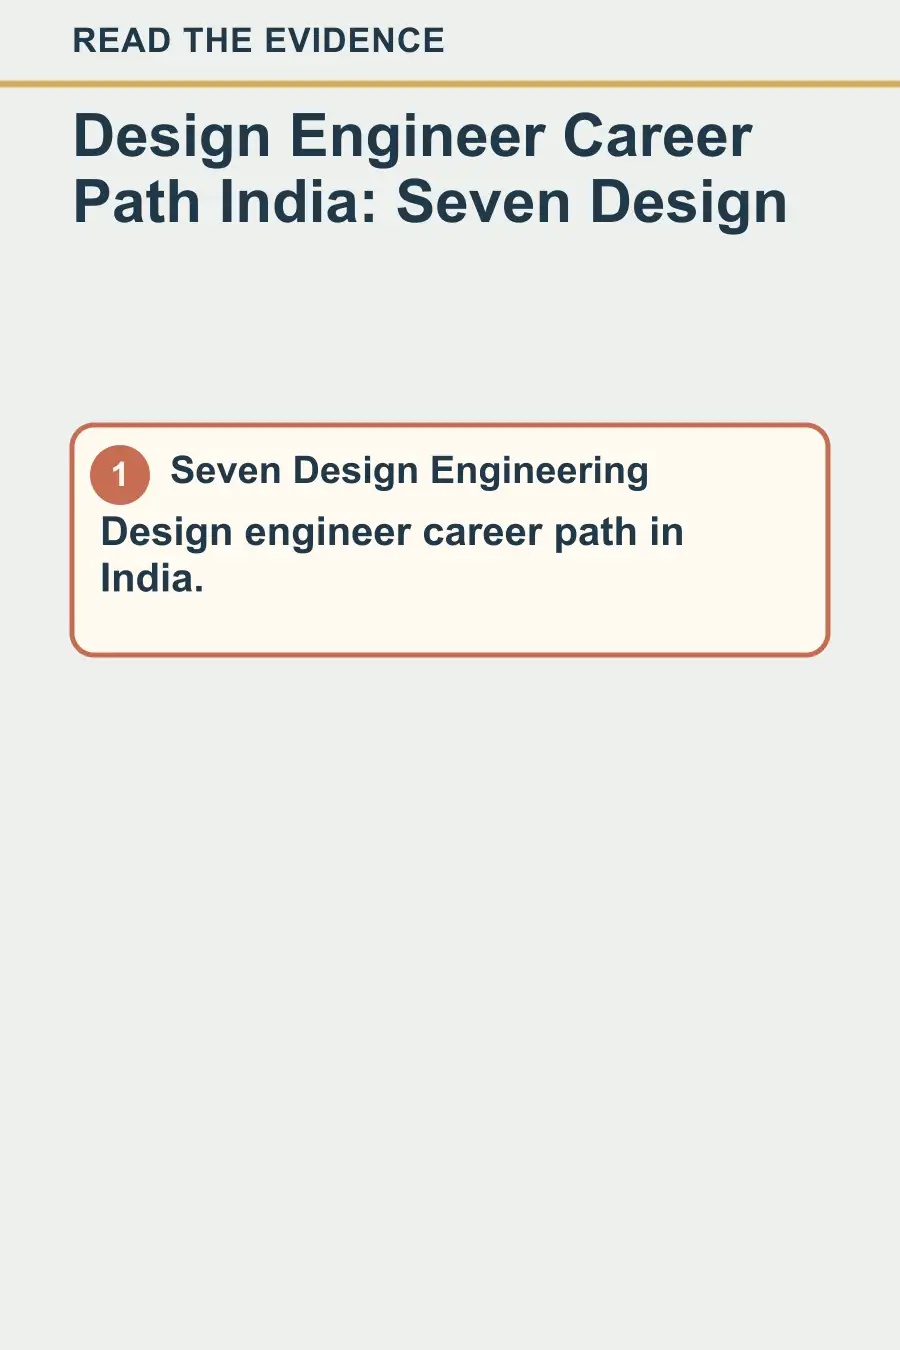 READ THE EVIDENCE
Design Engineer Career
Path India: Seven Design
1 Seven Design Engineering
Design engineer career path in
India.